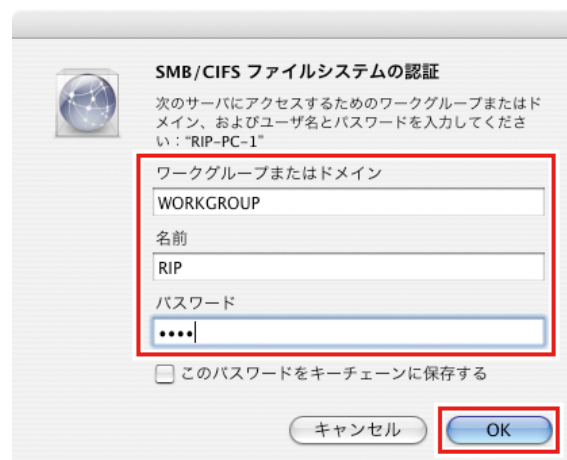 SMB/CIFS ファイルシステムの認証
次のサーバにアクセスするためのワークグループまたはド
メイン、およびユーザ名とパスワードを入力してくださ
い："RIP-PC-1"
ワークグループまたはドメイン
WORKGROUP
名前
RIP
パスワード
••••
このパスワードをキーチェーンに保存する
キャンセル OK